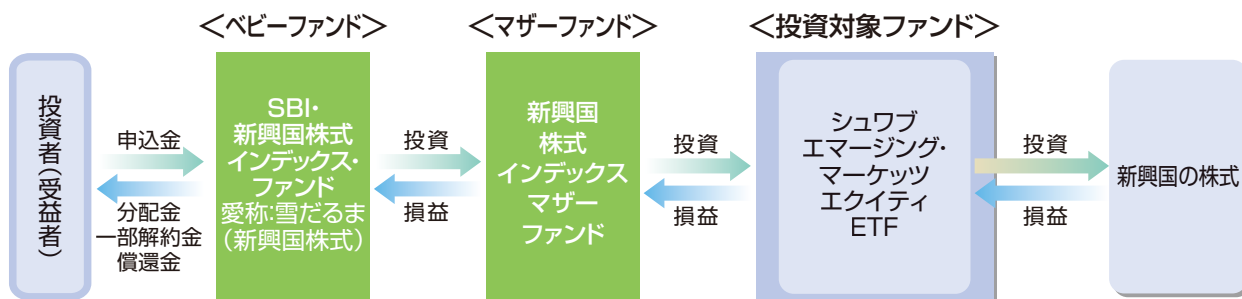 <ベビーファンド>
<マザーファンド>
<投資対象ファンド>
投資者(受益者)
申込金
分配金
一部解約金
償還金
SBI・
新興国株式
インデックス・
ファンド
愛称:雪だるま
(新興国株式)
投資
損益
新興国
株式
インデックス
マザー
ファンド
投資
損益
シュワブ
エマージング・
マーケッツ
エクイティ
ETF
投資
損益
新興国の株式